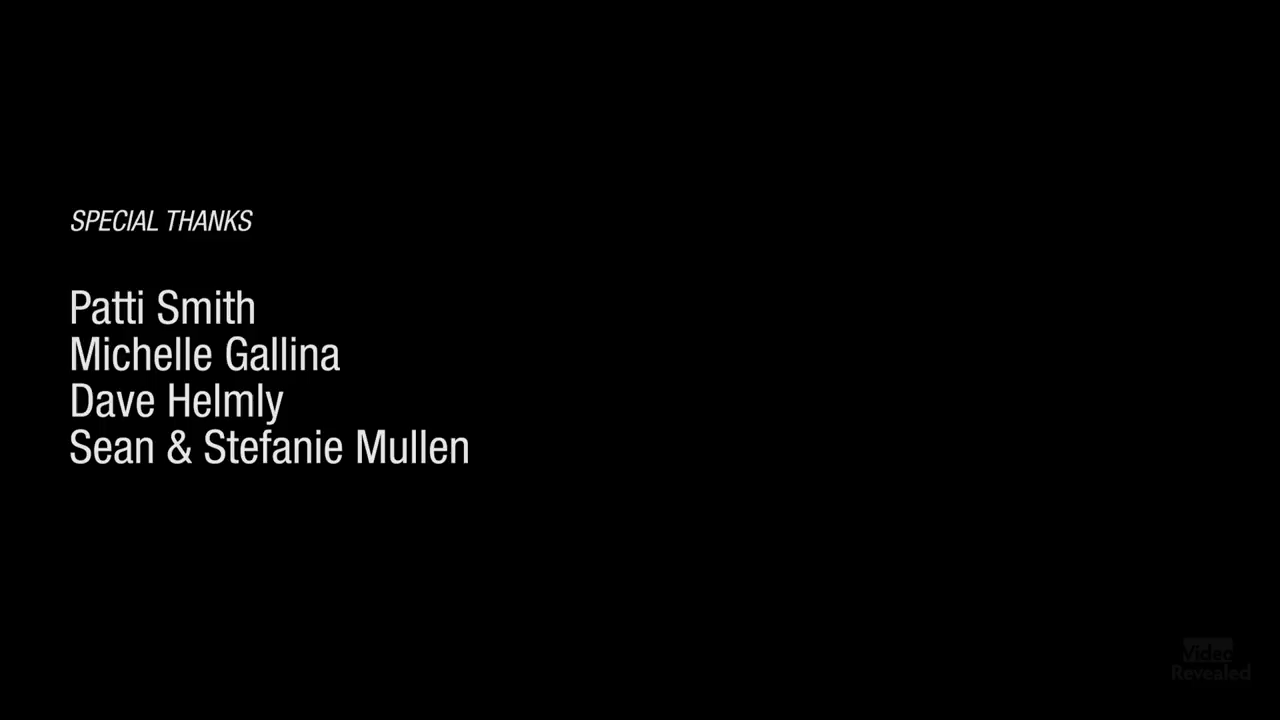 SPECIAL THANKS
Patti Smith
Michelle Gallina
Dave Helmly
Sean & Stefanie Mullen
Video
Revealed